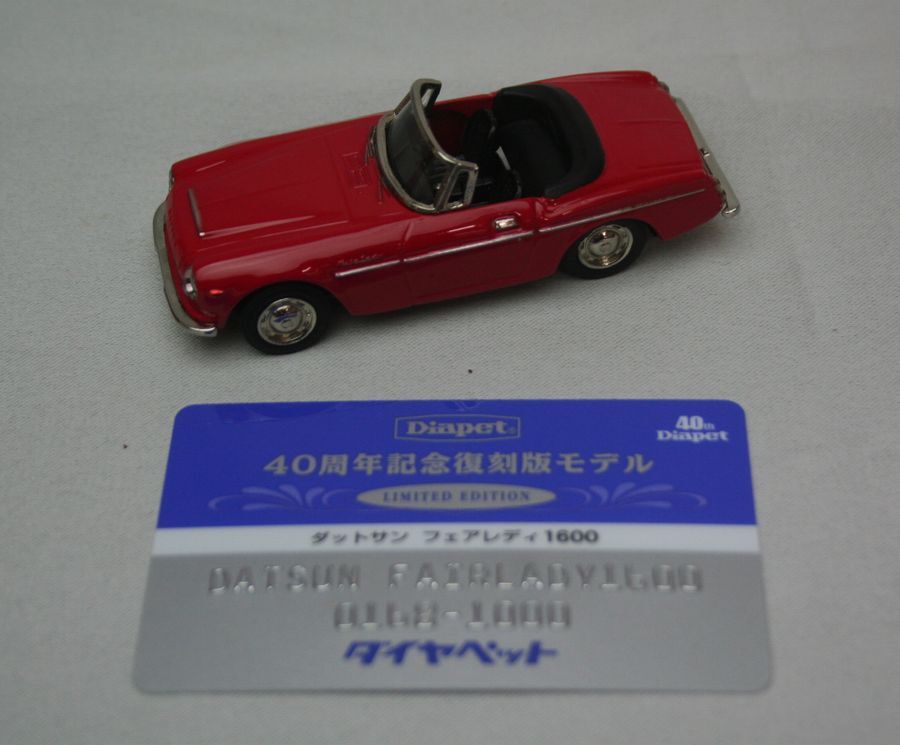 Diapet®
40th
Diapet
40周年記念復刻版モデル
LIMITED EDITION
ダットサン フェアレディ1600
DATSUN FAIRLADY1600
0168-1000
ダイヤペット